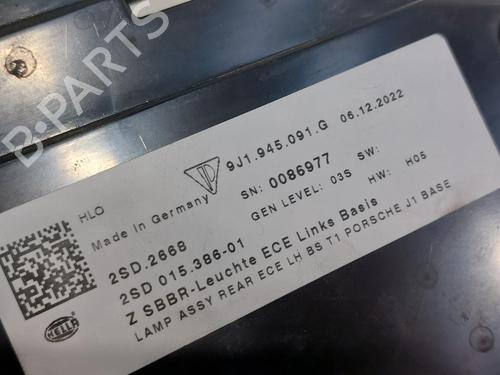 B-PARTS
HLO
Made in Germany
9J1.945.091.G 06.12.2022
SN: 0086977
GEN LEVEL: 03S SW:
HW: H05
2SD.2668
2SD 015.386-01
Z SBBR-Leuchte ECE Links Basis
LAMP ASSY REAR ECE LH BS T1 PORSCHE J1 BASE
HELLA